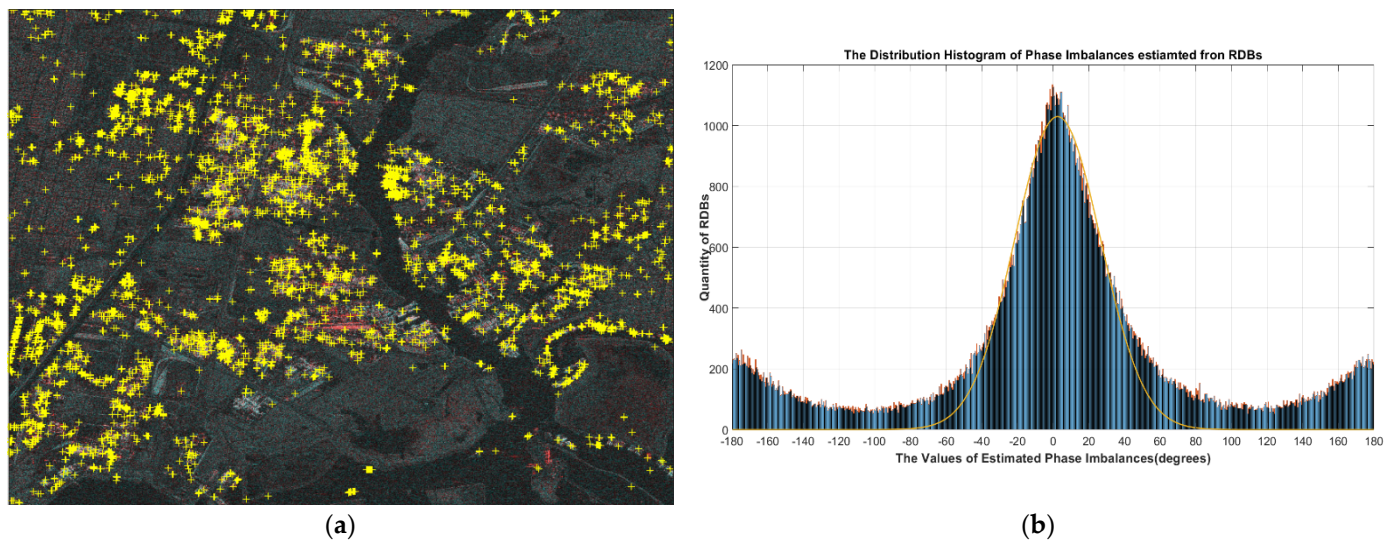 The Distribution Histogram of Phase Imbalances estiamted fron RDBs
1200
1000
800
600
400
200
0
Quantity of RDBs
-180 -160 -140 -120 -100 -80 -60 -40 -20 0 20 40 60 80 100 120 140 160 180
The Values of Estimated Phase Imbalances(degrees)
(a) (b)